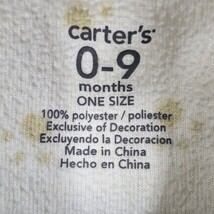 carter's
0-9
months
ONE SIZE
100% polyester / poliester
Exclusive of Decoration
Excluyendo la Decoracion
Made in China
Hecho en China